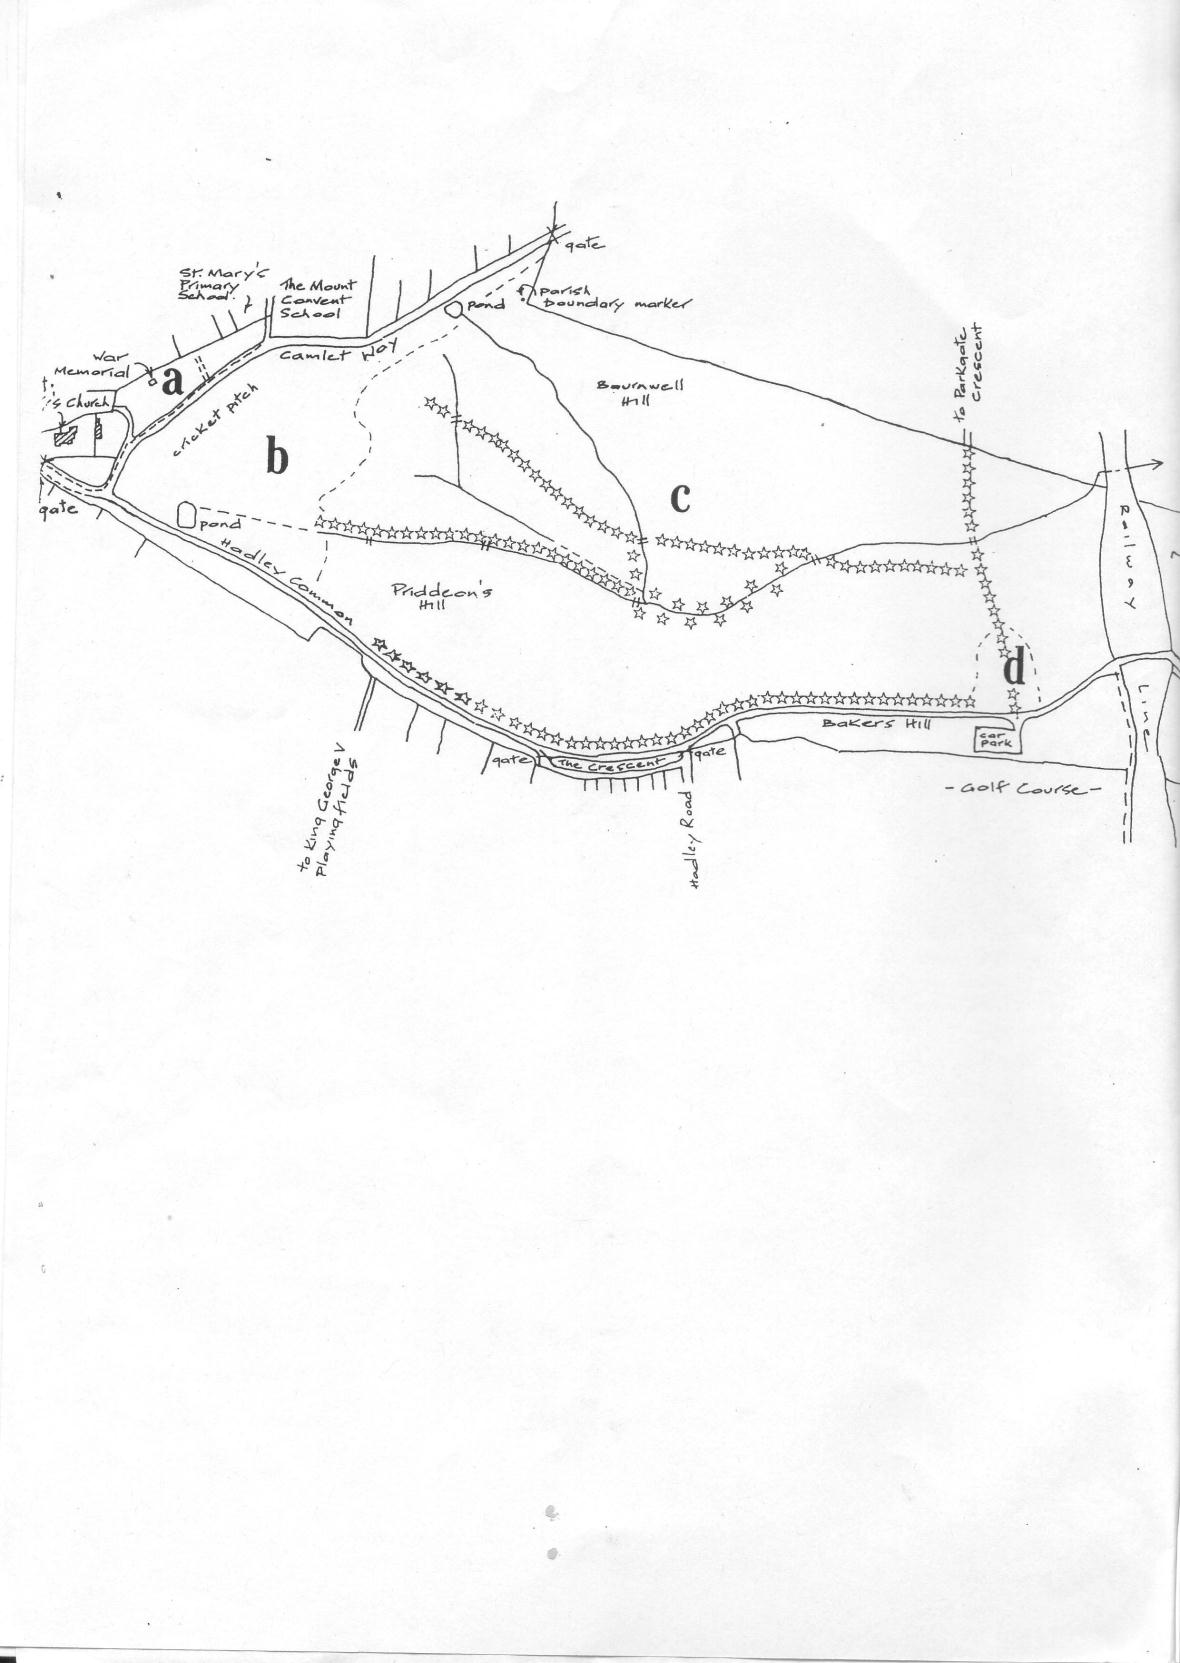 gate
St. Mary's
Primary
School
The Mount
Convent
School
parish
boundary marker
pond
Camlet Way
War
Memorial
a
's Church
cricket pitch
Bournwell
Hill
to Parkgate
Crescent
b
c
gate
pond
Hadley Common
Priddeon's
Hill
Railway
Line
d
Bakers Hill
car
park
gate
The Crescent
gate
- Golf Course -
to King George V
Playing fields
Hadley Road